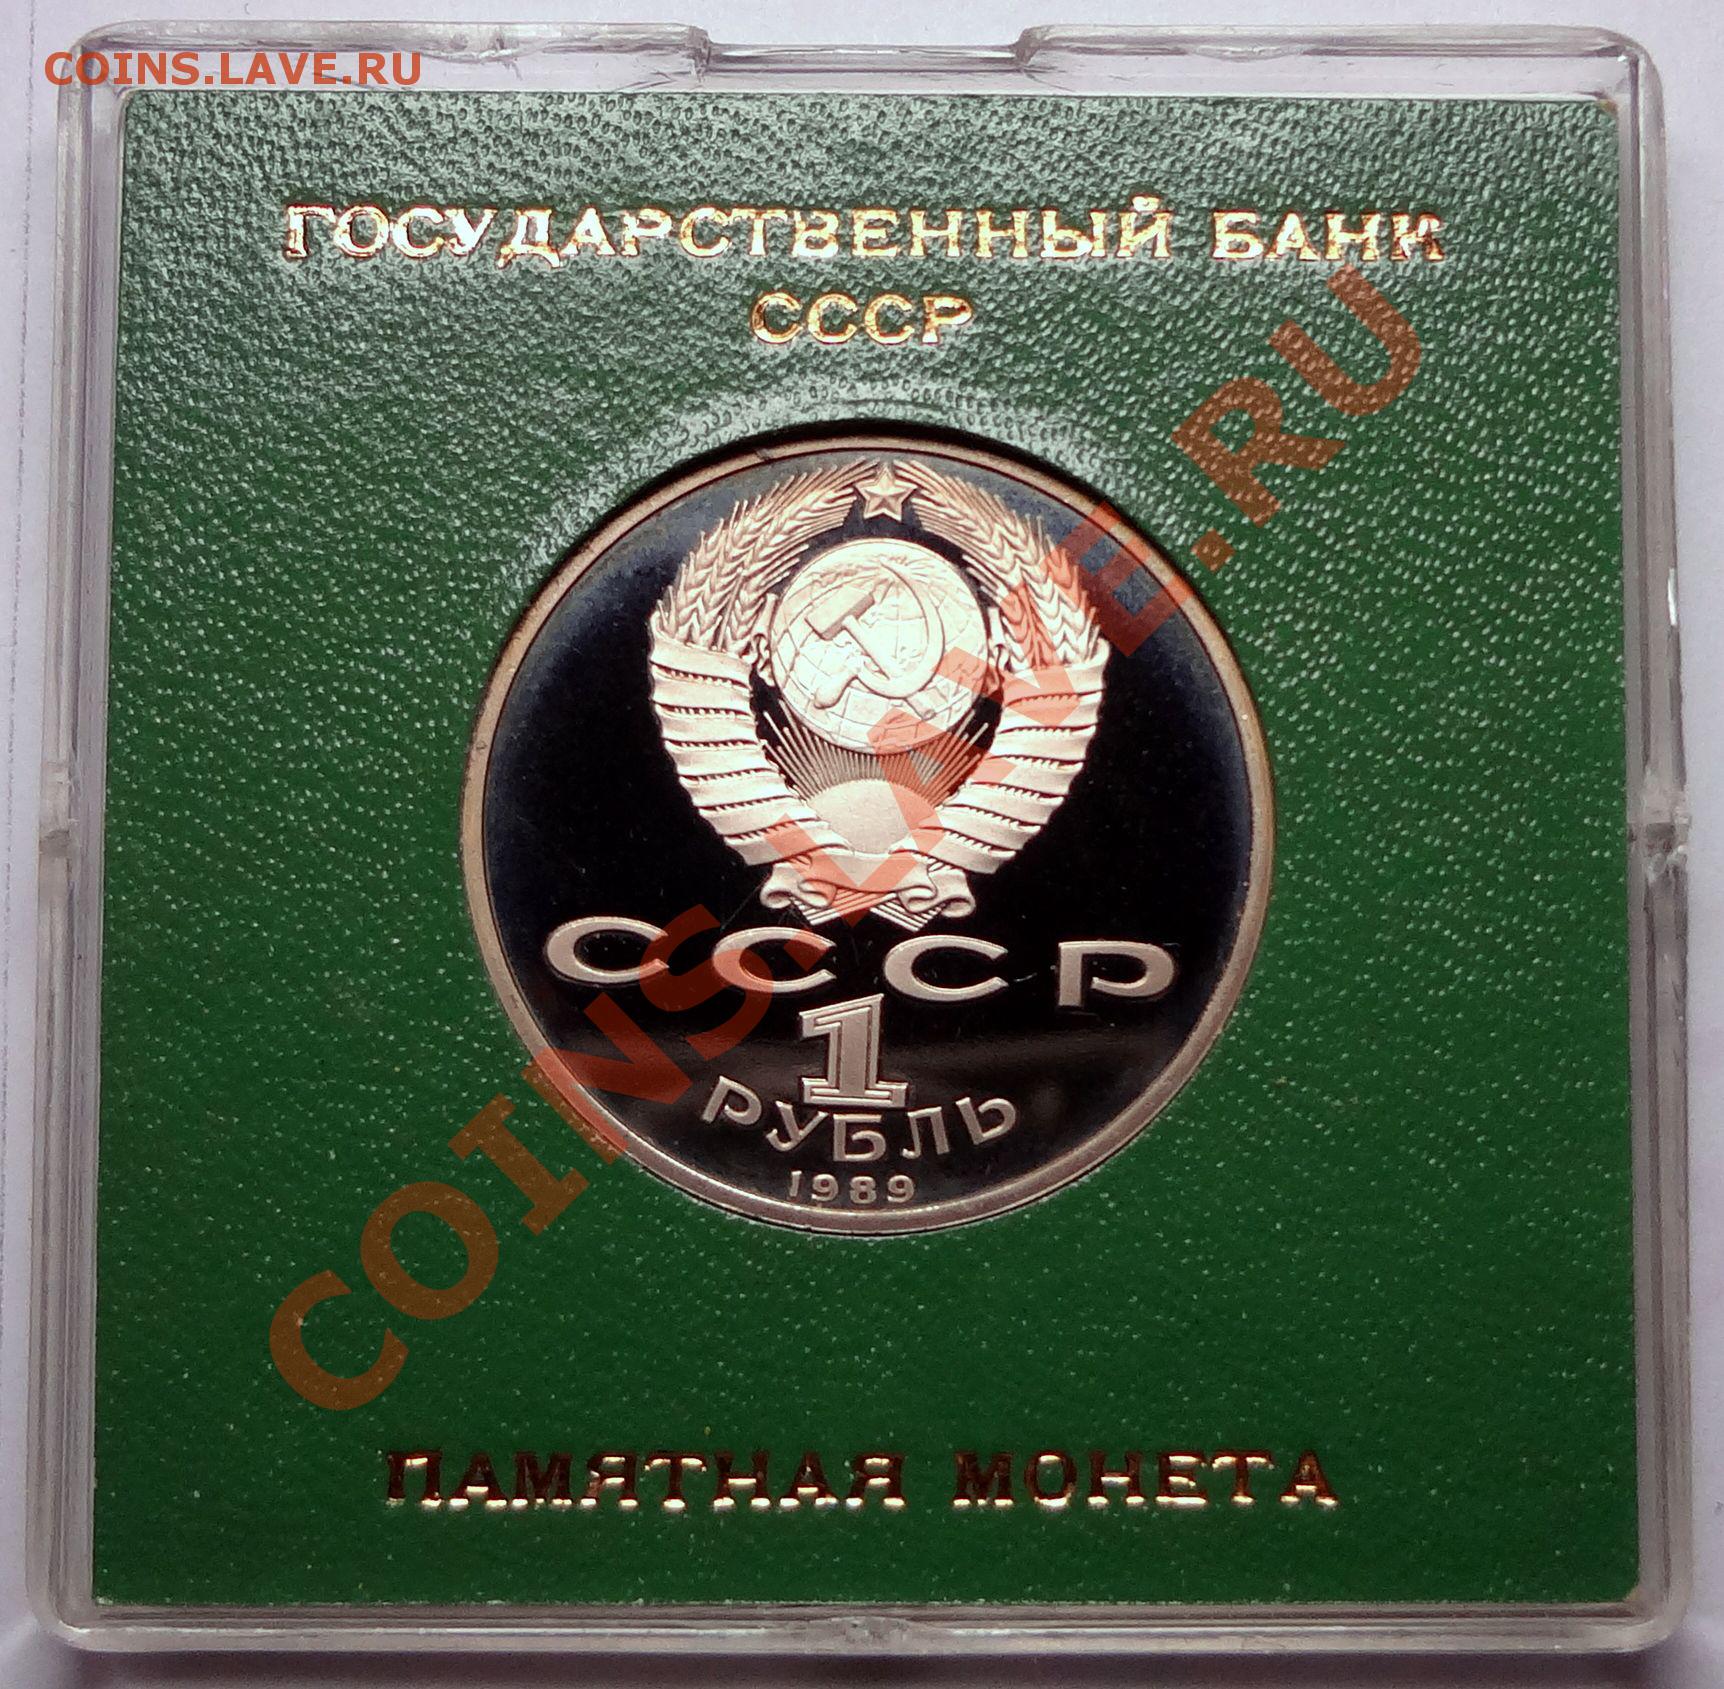 COINS.LAVE.RU
ГОСУДАРСТВЕННЫЙ БАНК
СССР
СССР
1
РУБЛЬ
1989
COINS.LAVE.RU
ПАМЯТНАЯ МОНЕТА